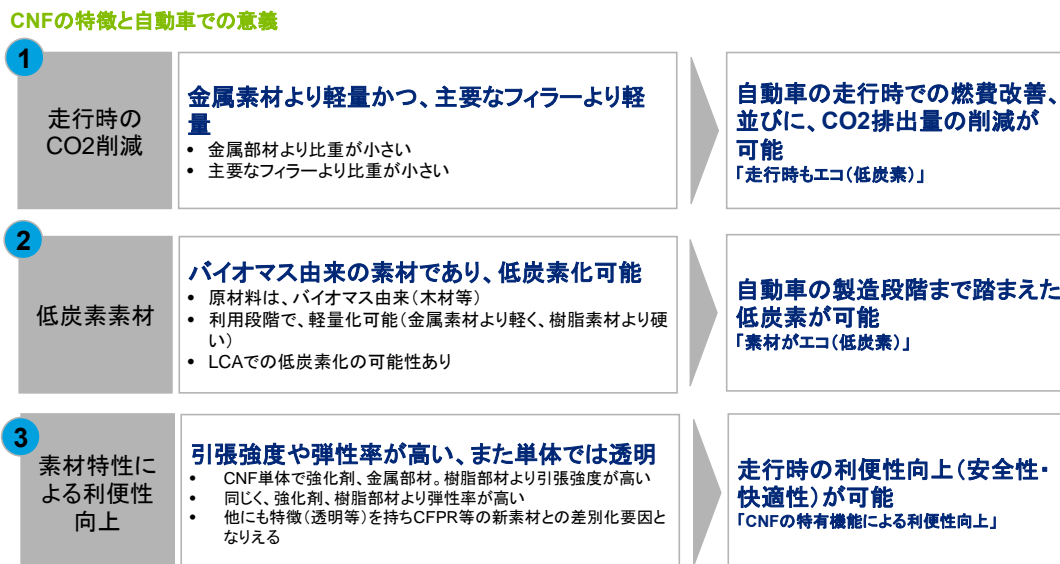 CNFの特徴と自動車での意義
1
走行時の
CO2削減
金属素材より軽量かつ、主要なフィラーより軽
量
• 金属部材より比重が小さい
• 主要なフィラーより比重が小さい
自動車の走行時での燃費改善、
並びに、CO2排出量の削減が
可能
「走行時もエコ（低炭素）」
2
低炭素素材
バイオマス由来の素材であり、低炭素化可能
• 原材料は、バイオマス由来（木材等）
• 利用段階で、軽量化可能（金属素材より軽く、樹脂素材より硬
い）
• LCAでの低炭素化の可能性あり
自動車の製造段階まで踏まえた
低炭素が可能
「素材がエコ（低炭素）」
3
素材特性に
よる利便性
向上
引張強度や弾性率が高い、また単体では透明
• CNF単体で強化剤、金属部材。樹脂部材より引張強度が高い
• 同じく、強化剤、樹脂部材より弾性率が高い
• 他にも特徴（透明等）を持ちCFPR等の新素材との差別化要因と
なりえる
走行時の利便性向上（安全性・
快適性）が可能
「CNFの特有機能による利便性向上」